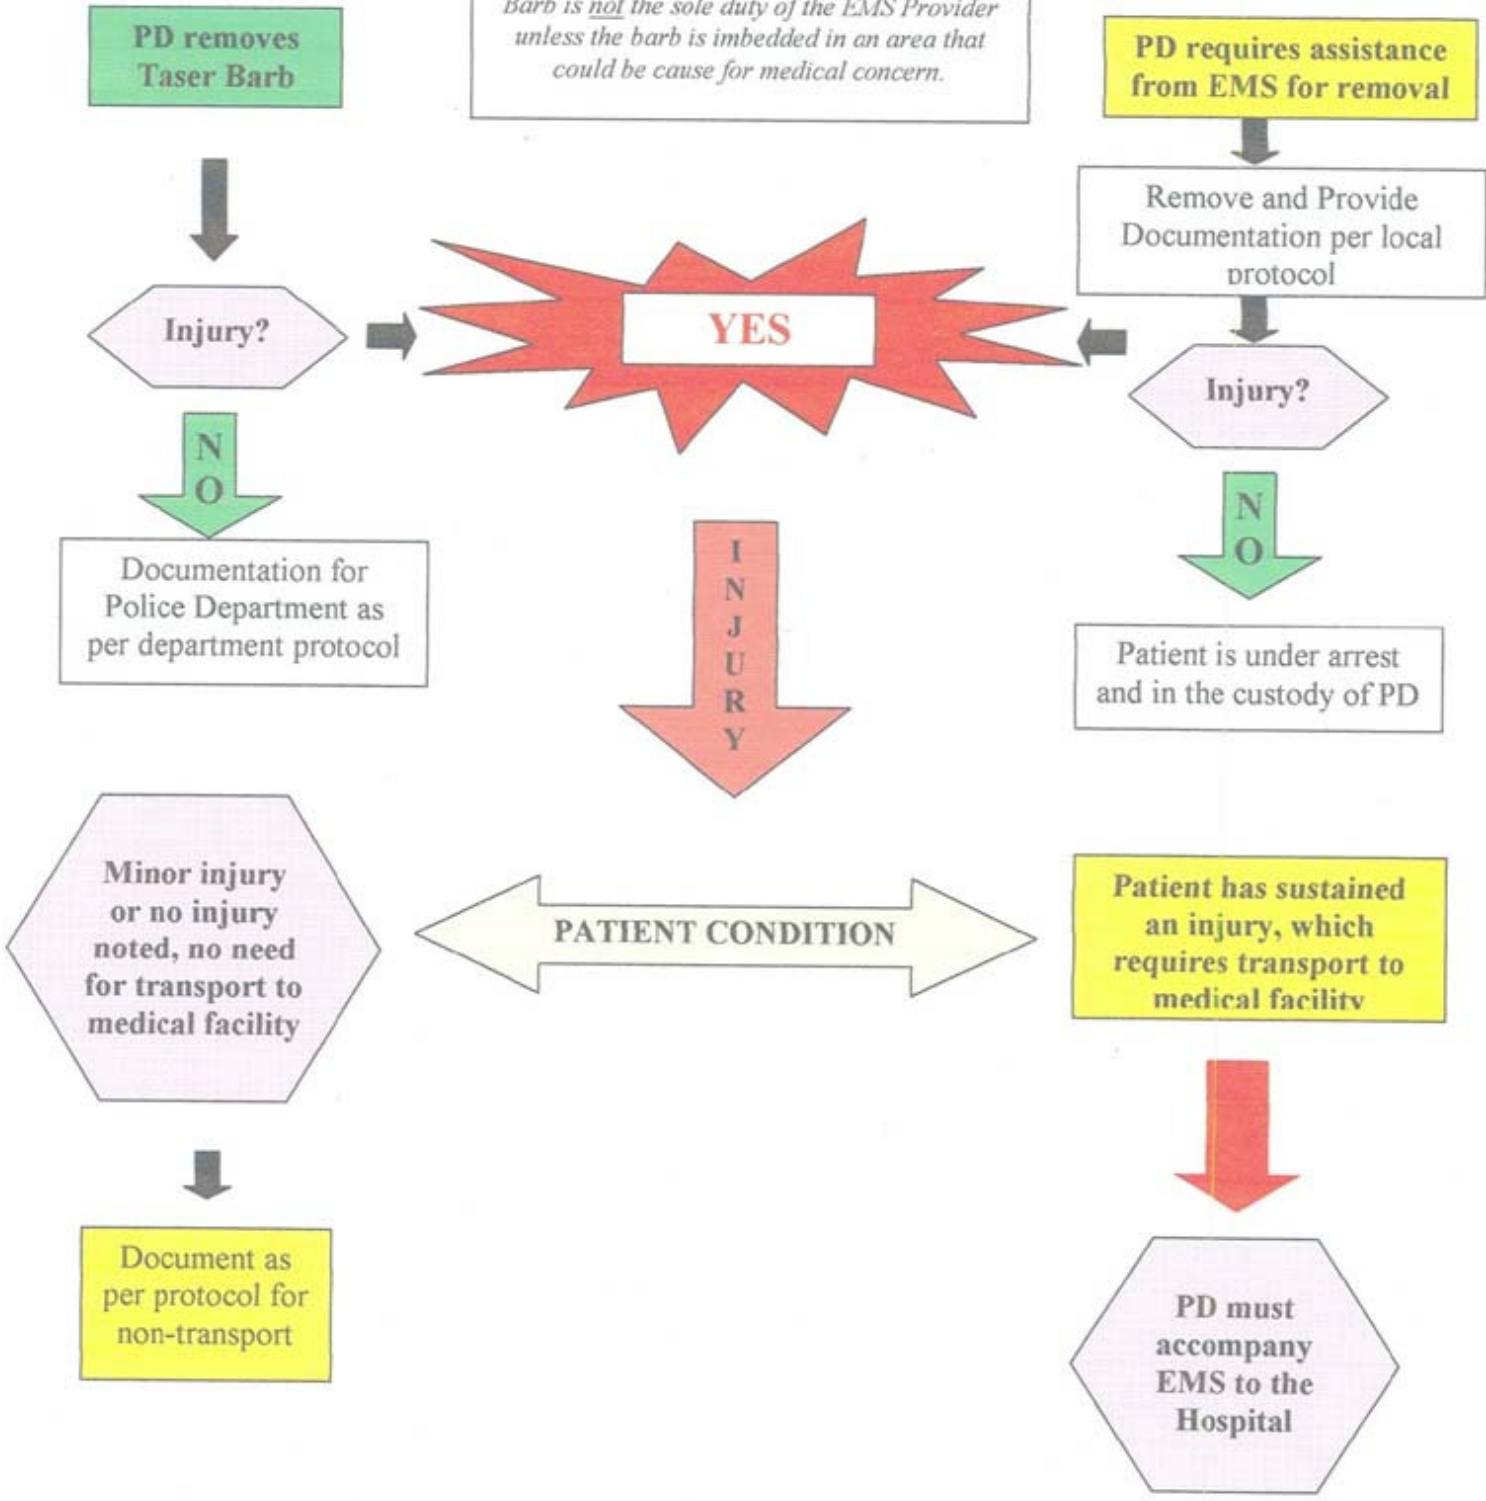 PD removes
Taser Barb
Barb is not the sole duty of the EMS Provider
unless the barb is imbedded in an area that
could be cause for medical concern.
PD requires assistance
from EMS for removal
Remove and Provide
Documentation per local
protocol
Injury?
YES
Injury?
NO
Documentation for
Police Department as
per department protocol
INJURY
NO
Patient is under arrest
and in the custody of PD
Minor injury
or no injury
noted, no need
for transport to
medical facility
PATIENT CONDITION
Patient has sustained
an injury, which
requires transport to
medical facility
Document as
per protocol for
non-transport
PD must
accompany
EMS to the
Hospital